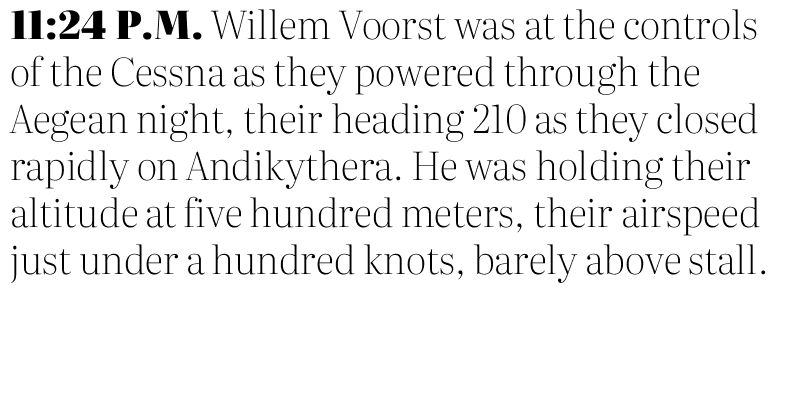 11:24 P.M. Willem Voorst was at the controls
of the Cessna as they powered through the
Aegean night, their heading 210 as they closed
rapidly on Andikythera. He was holding their
altitude at five hundred meters, their airspeed
just under a hundred knots, barely above stall.